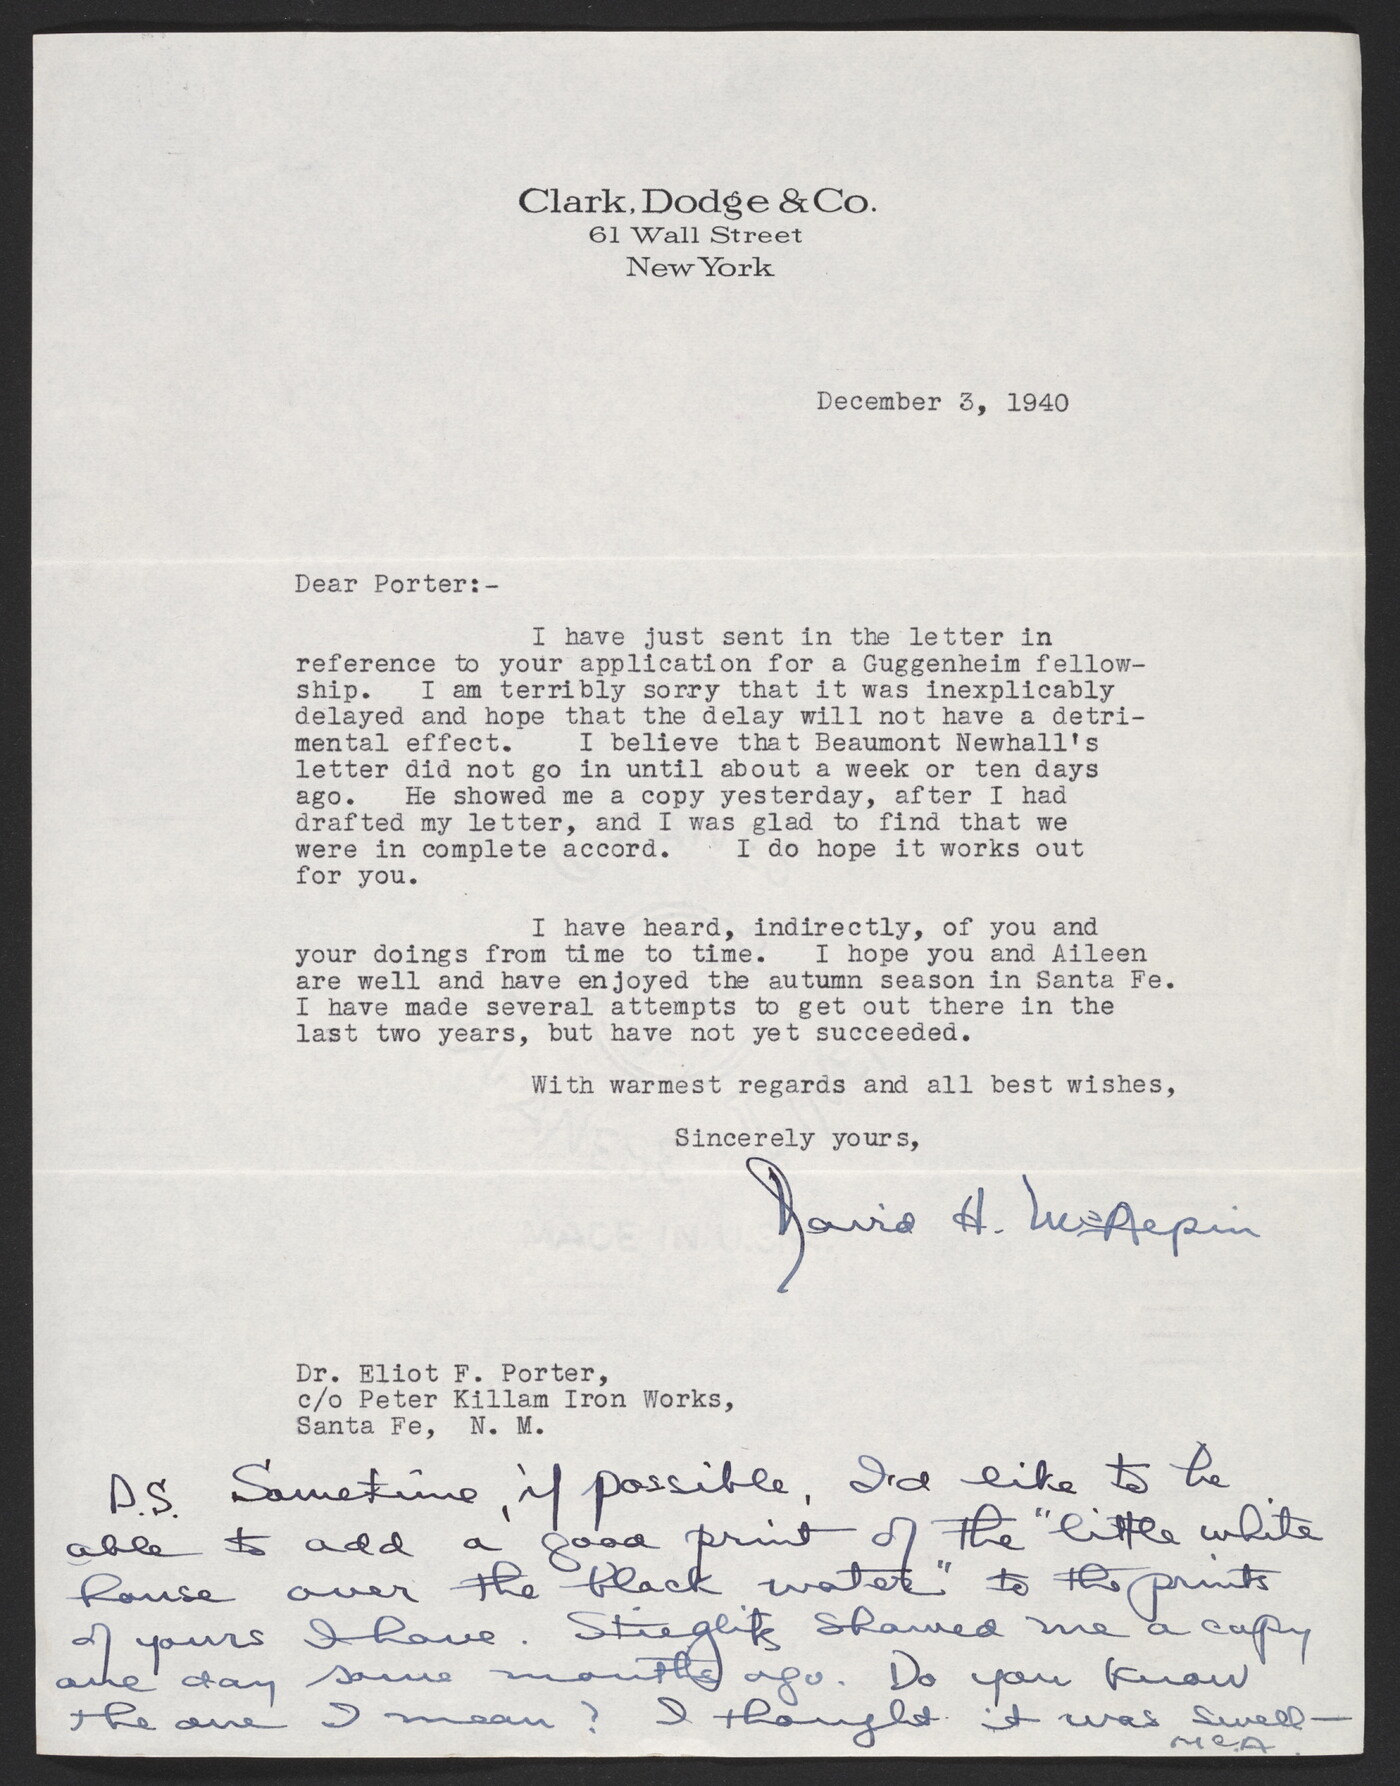 Clark, Dodge & Co.
61 Wall Street
New York
December 3, 1940
Dear Porter:-
I have just sent in the letter in
reference to your application for a Guggenheim fellow-
ship. I am terribly sorry that it was inexplicably
delayed and hope that the delay will not have a detri-
mental effect. I believe that Beaumont Newhall's
letter did not go in until about a week or ten days
ago. He showed me a copy yesterday, after I had
drafted my letter, and I was glad to find that we
were in complete accord. I do hope it works out
for you.
I have heard, indirectly, of you and
your doings from time to time. I hope you and Aileen
are well and have enjoyed the autumn season in Santa Fe.
I have made several attempts to get out there in the
last two years, but have not yet succeeded.
With warmest regards and all best wishes,
Sincerely yours,
David H. McAlpin
Dr. Eliot F. Porter,
c/o Peter Killam Iron Works,
Santa Fe, N. M.
P.S. Sometime, if possible, I'd like to be
able to add a good print of the "little white
house over the black water" to the prints
of yours I have. Stieglitz showed me a copy
one day some months ago. Do you know
the one I mean? I thought it was swell—
McA.